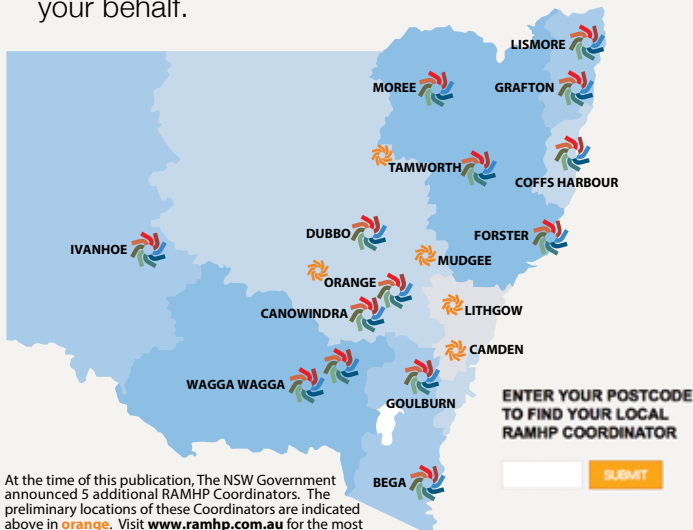 your behalf.
LISMORE
MOREE
GRAFTON
TAMWORTH
COFFS HARBOUR
DUBBO
FORSTER
IVANHOE
MUDGEE
ORANGE
CANOWINDRA
LITHGOW
CAMDEN
WAGGA WAGGA
GOULBURN
BEGA
ENTER YOUR POSTCODE
TO FIND YOUR LOCAL
RAMHP COORDINATOR
SUBMIT
At the time of this publication, The NSW Government
announced 5 additional RAMHP Coordinators. The
preliminary locations of these Coordinators are indicated
above in orange. Visit www.ramhp.com.au for the most